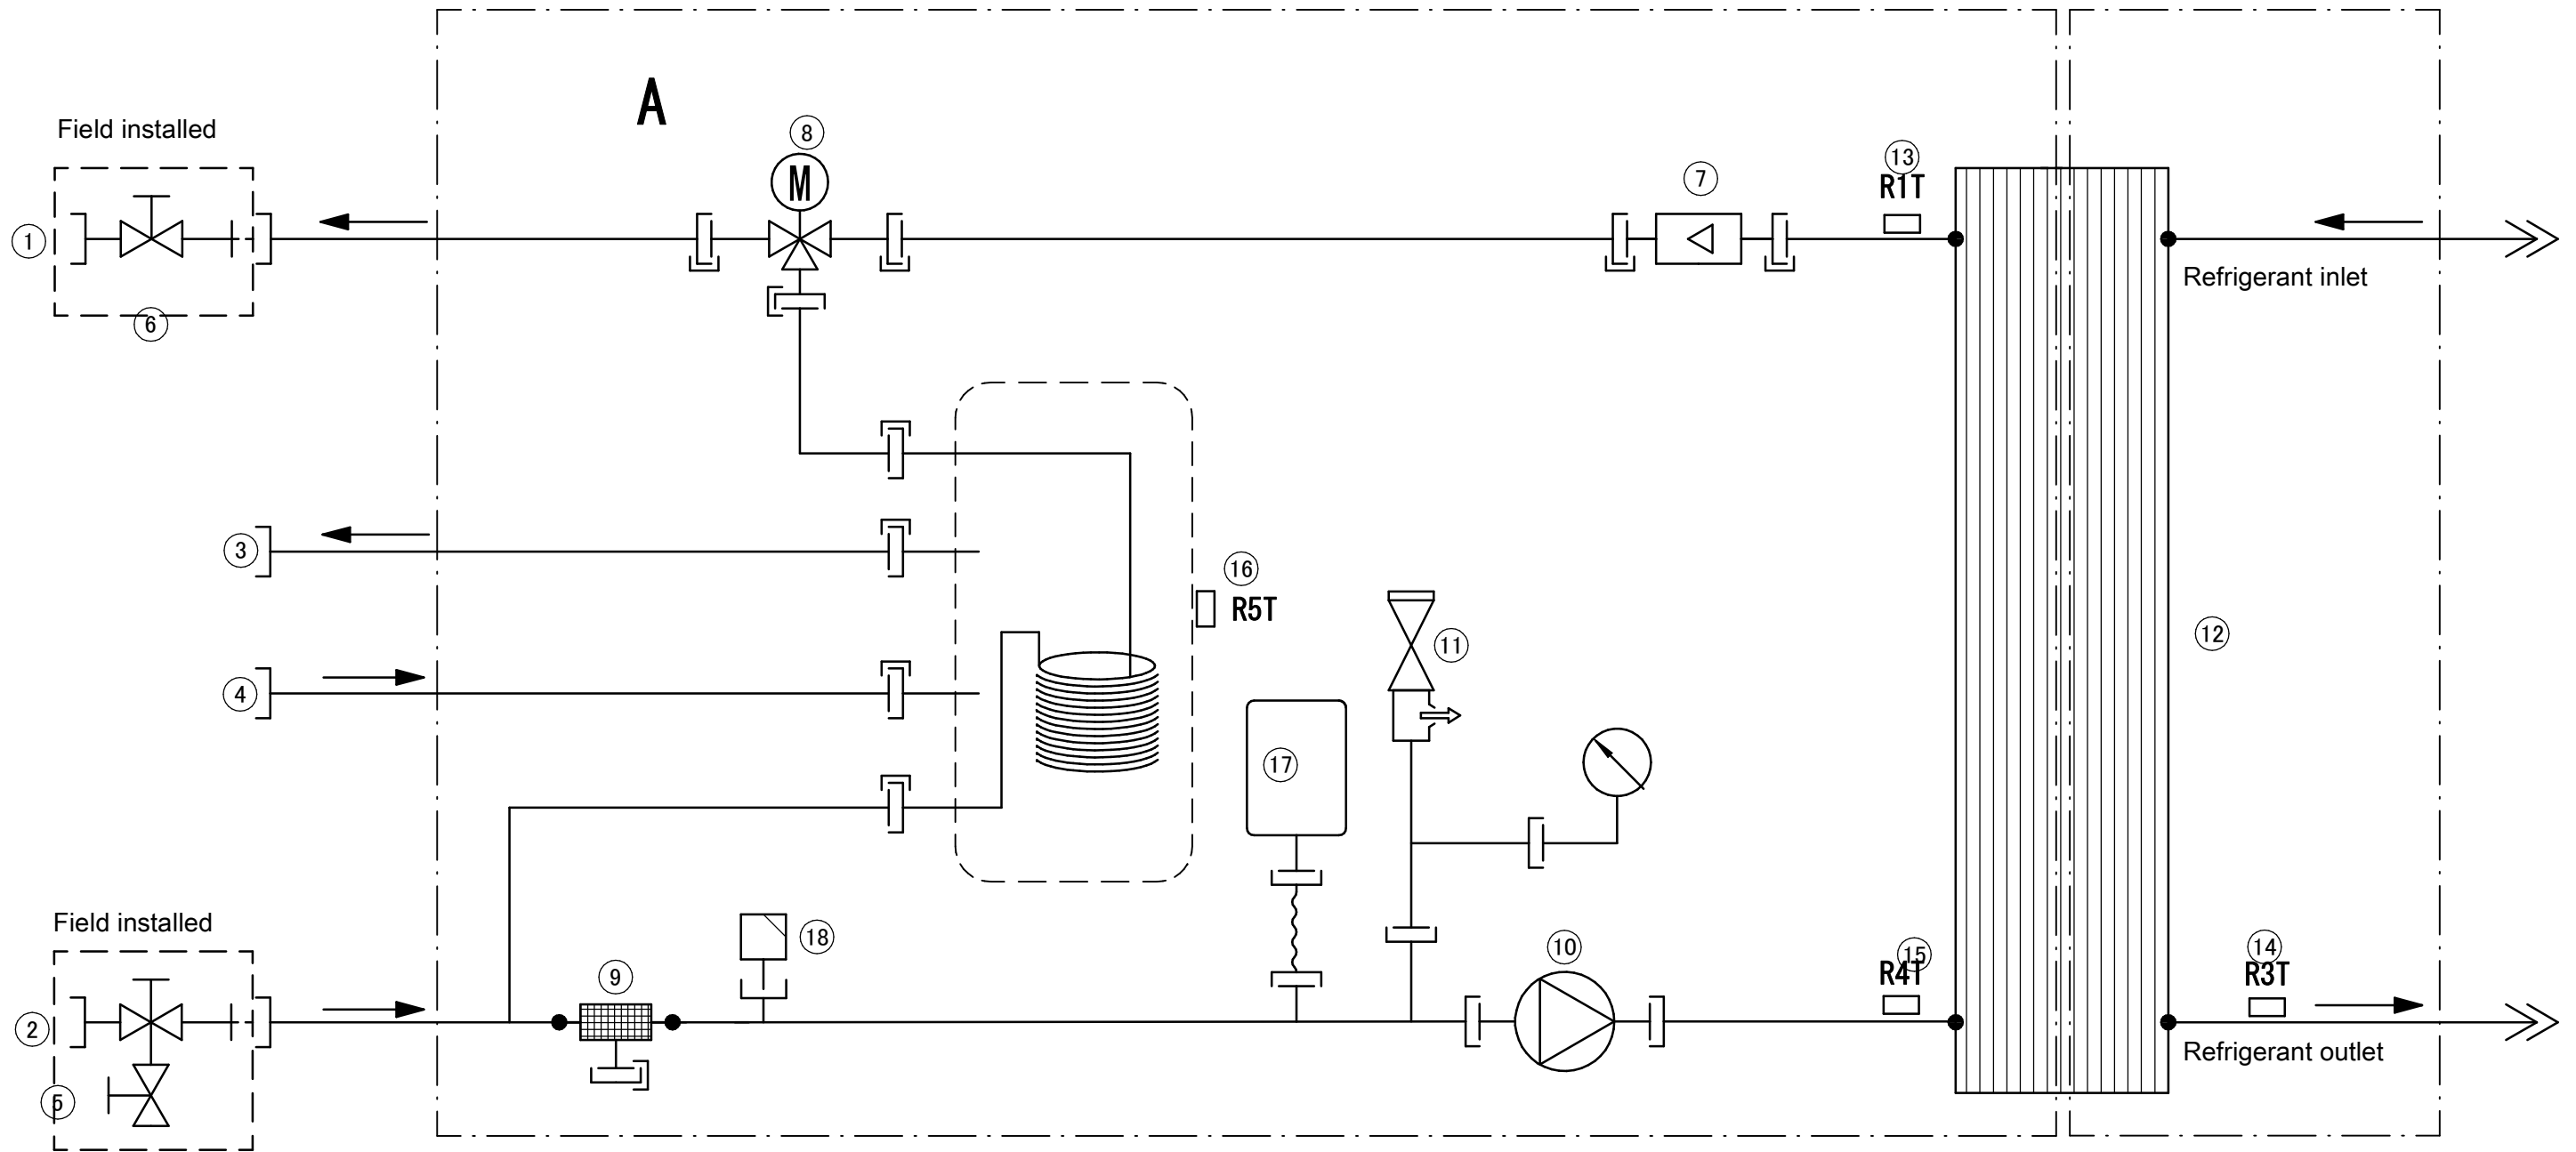 A
Field installed
8
M
13
R1T
7
1
6
Refrigerant inlet
3
16
R5T
4
11
12
17
Field installed
18
9
10
15
R4T
14
R3T
2
Refrigerant outlet
5